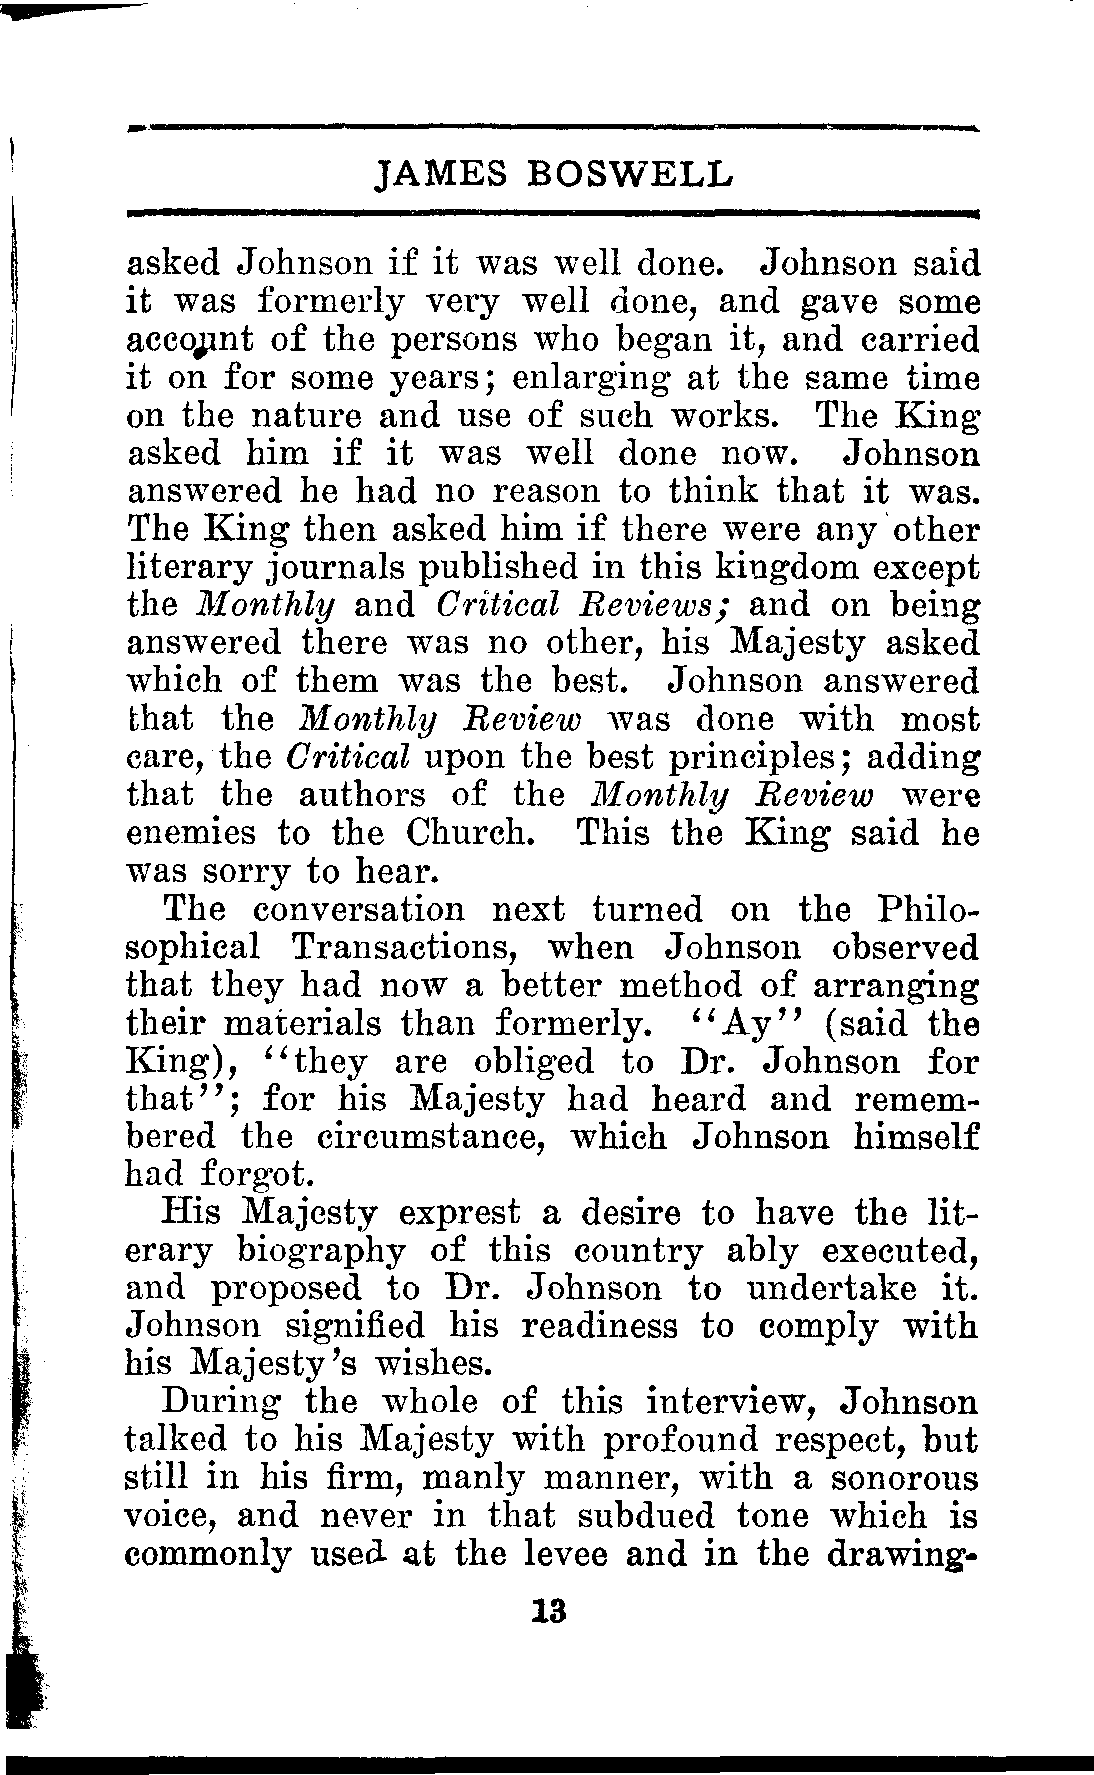 JAMES BOSWELL
asked Johnson if it was well done. Johnson said
it was formerly very well done, and gave some
account of the persons who began it, and carried
it on for some years; enlarging at the same time
on the nature and use of such works. The King
asked him if it was well done now. Johnson
answered he had no reason to think that it was.
The King then asked him if there were any other
literary journals published in this kingdom except
the Monthly and Critical Reviews; and on being
answered there was no other, his Majesty asked
which of them was the best. Johnson answered
that the Monthly Review was done with most
care, the Critical upon the best principles; adding
that the authors of the Monthly Review were
enemies to the Church. This the King said he
was sorry to hear.
The conversation next turned on the Philo-
sophical Transactions, when Johnson observed
that they had now a better method of arranging
their materials than formerly. "Ay" (said the
King), "they are obliged to Dr. Johnson for
that"; for his Majesty had heard and remem-
bered the circumstance, which Johnson himself
had forgot.
His Majesty exprest a desire to have the lit-
erary biography of this country ably executed,
and proposed to Dr. Johnson to undertake it.
Johnson signified his readiness to comply with
his Majesty's wishes.
During the whole of this interview, Johnson
talked to his Majesty with profound respect, but
still in his firm, manly manner, with a sonorous
voice, and never in that subdued tone which is
commonly used at the levee and in the drawing-
13